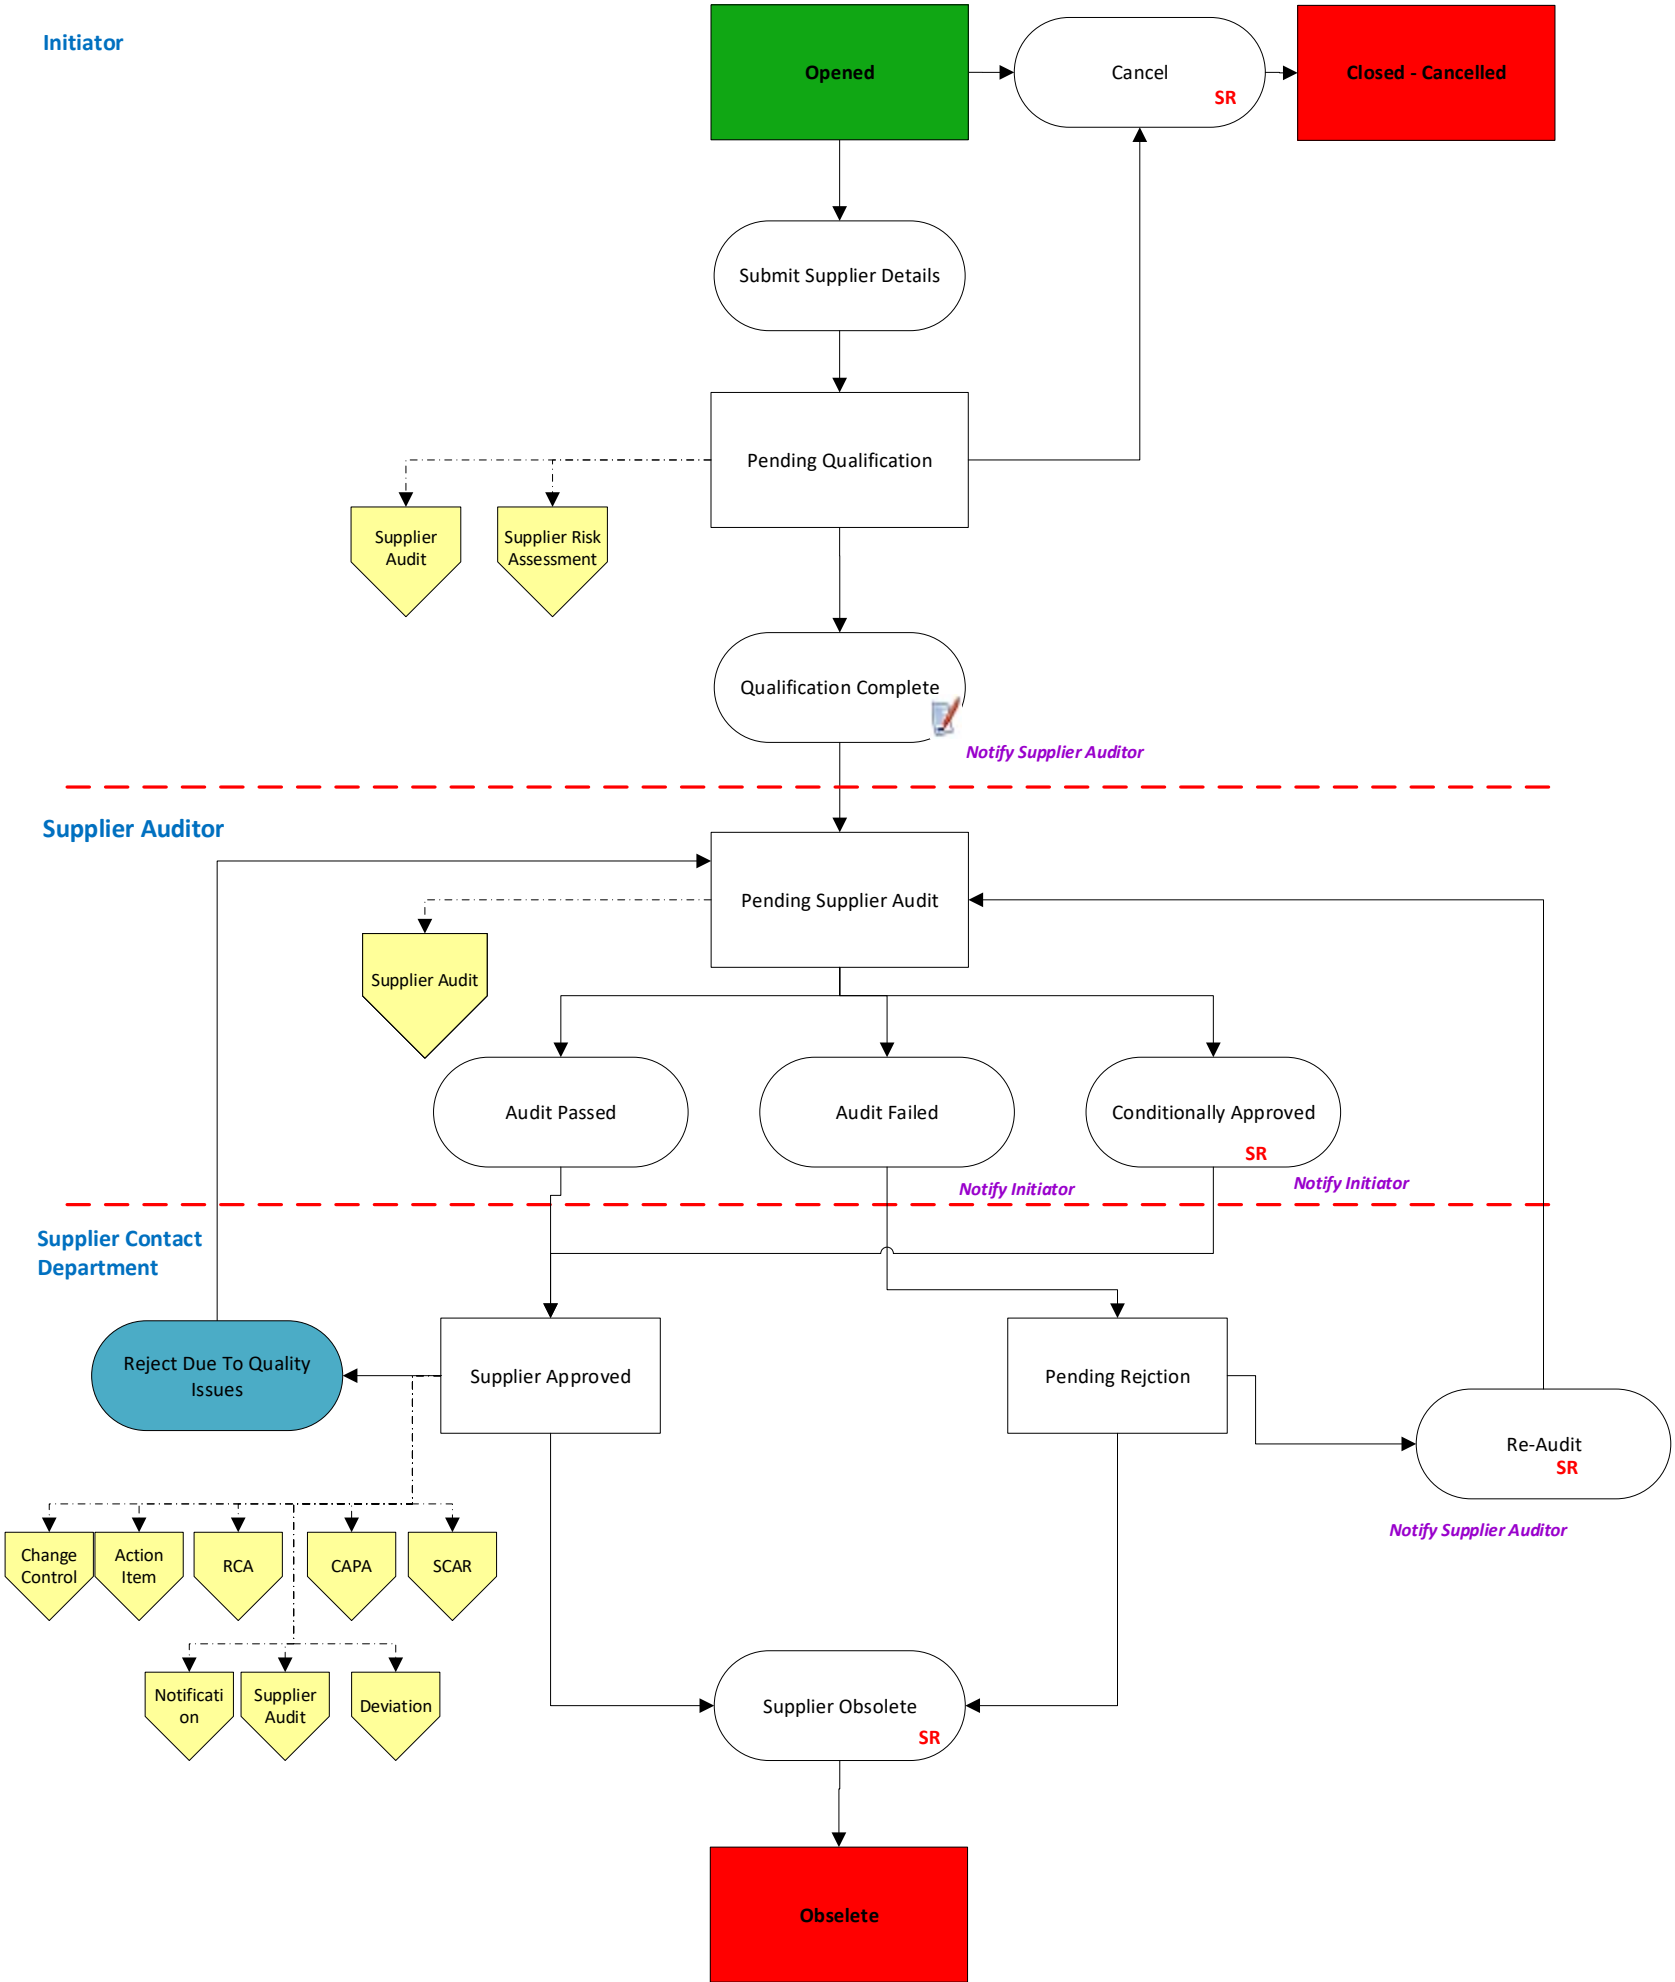 Initiator
Opened
Cancel
SR
Closed - Cancelled
Submit Supplier Details
Pending Qualification
Supplier
Audit
Supplier Risk
Assessment
Qualification Complete
Notify Supplier Auditor
Supplier Auditor
Pending Supplier Audit
Supplier Audit
Audit Passed
Audit Failed
Conditionally Approved
SR
Notify Initiator
Notify Initiator
Supplier Contact
Department
Reject Due To Quality
Issues
Supplier Approved
Pending Rejction
Re-Audit
SR
Notify Supplier Auditor
Change
Control
Action
Item
RCA
CAPA
SCAR
Notificati
on
Supplier
Audit
Deviation
Supplier Obsolete
SR
Obselete